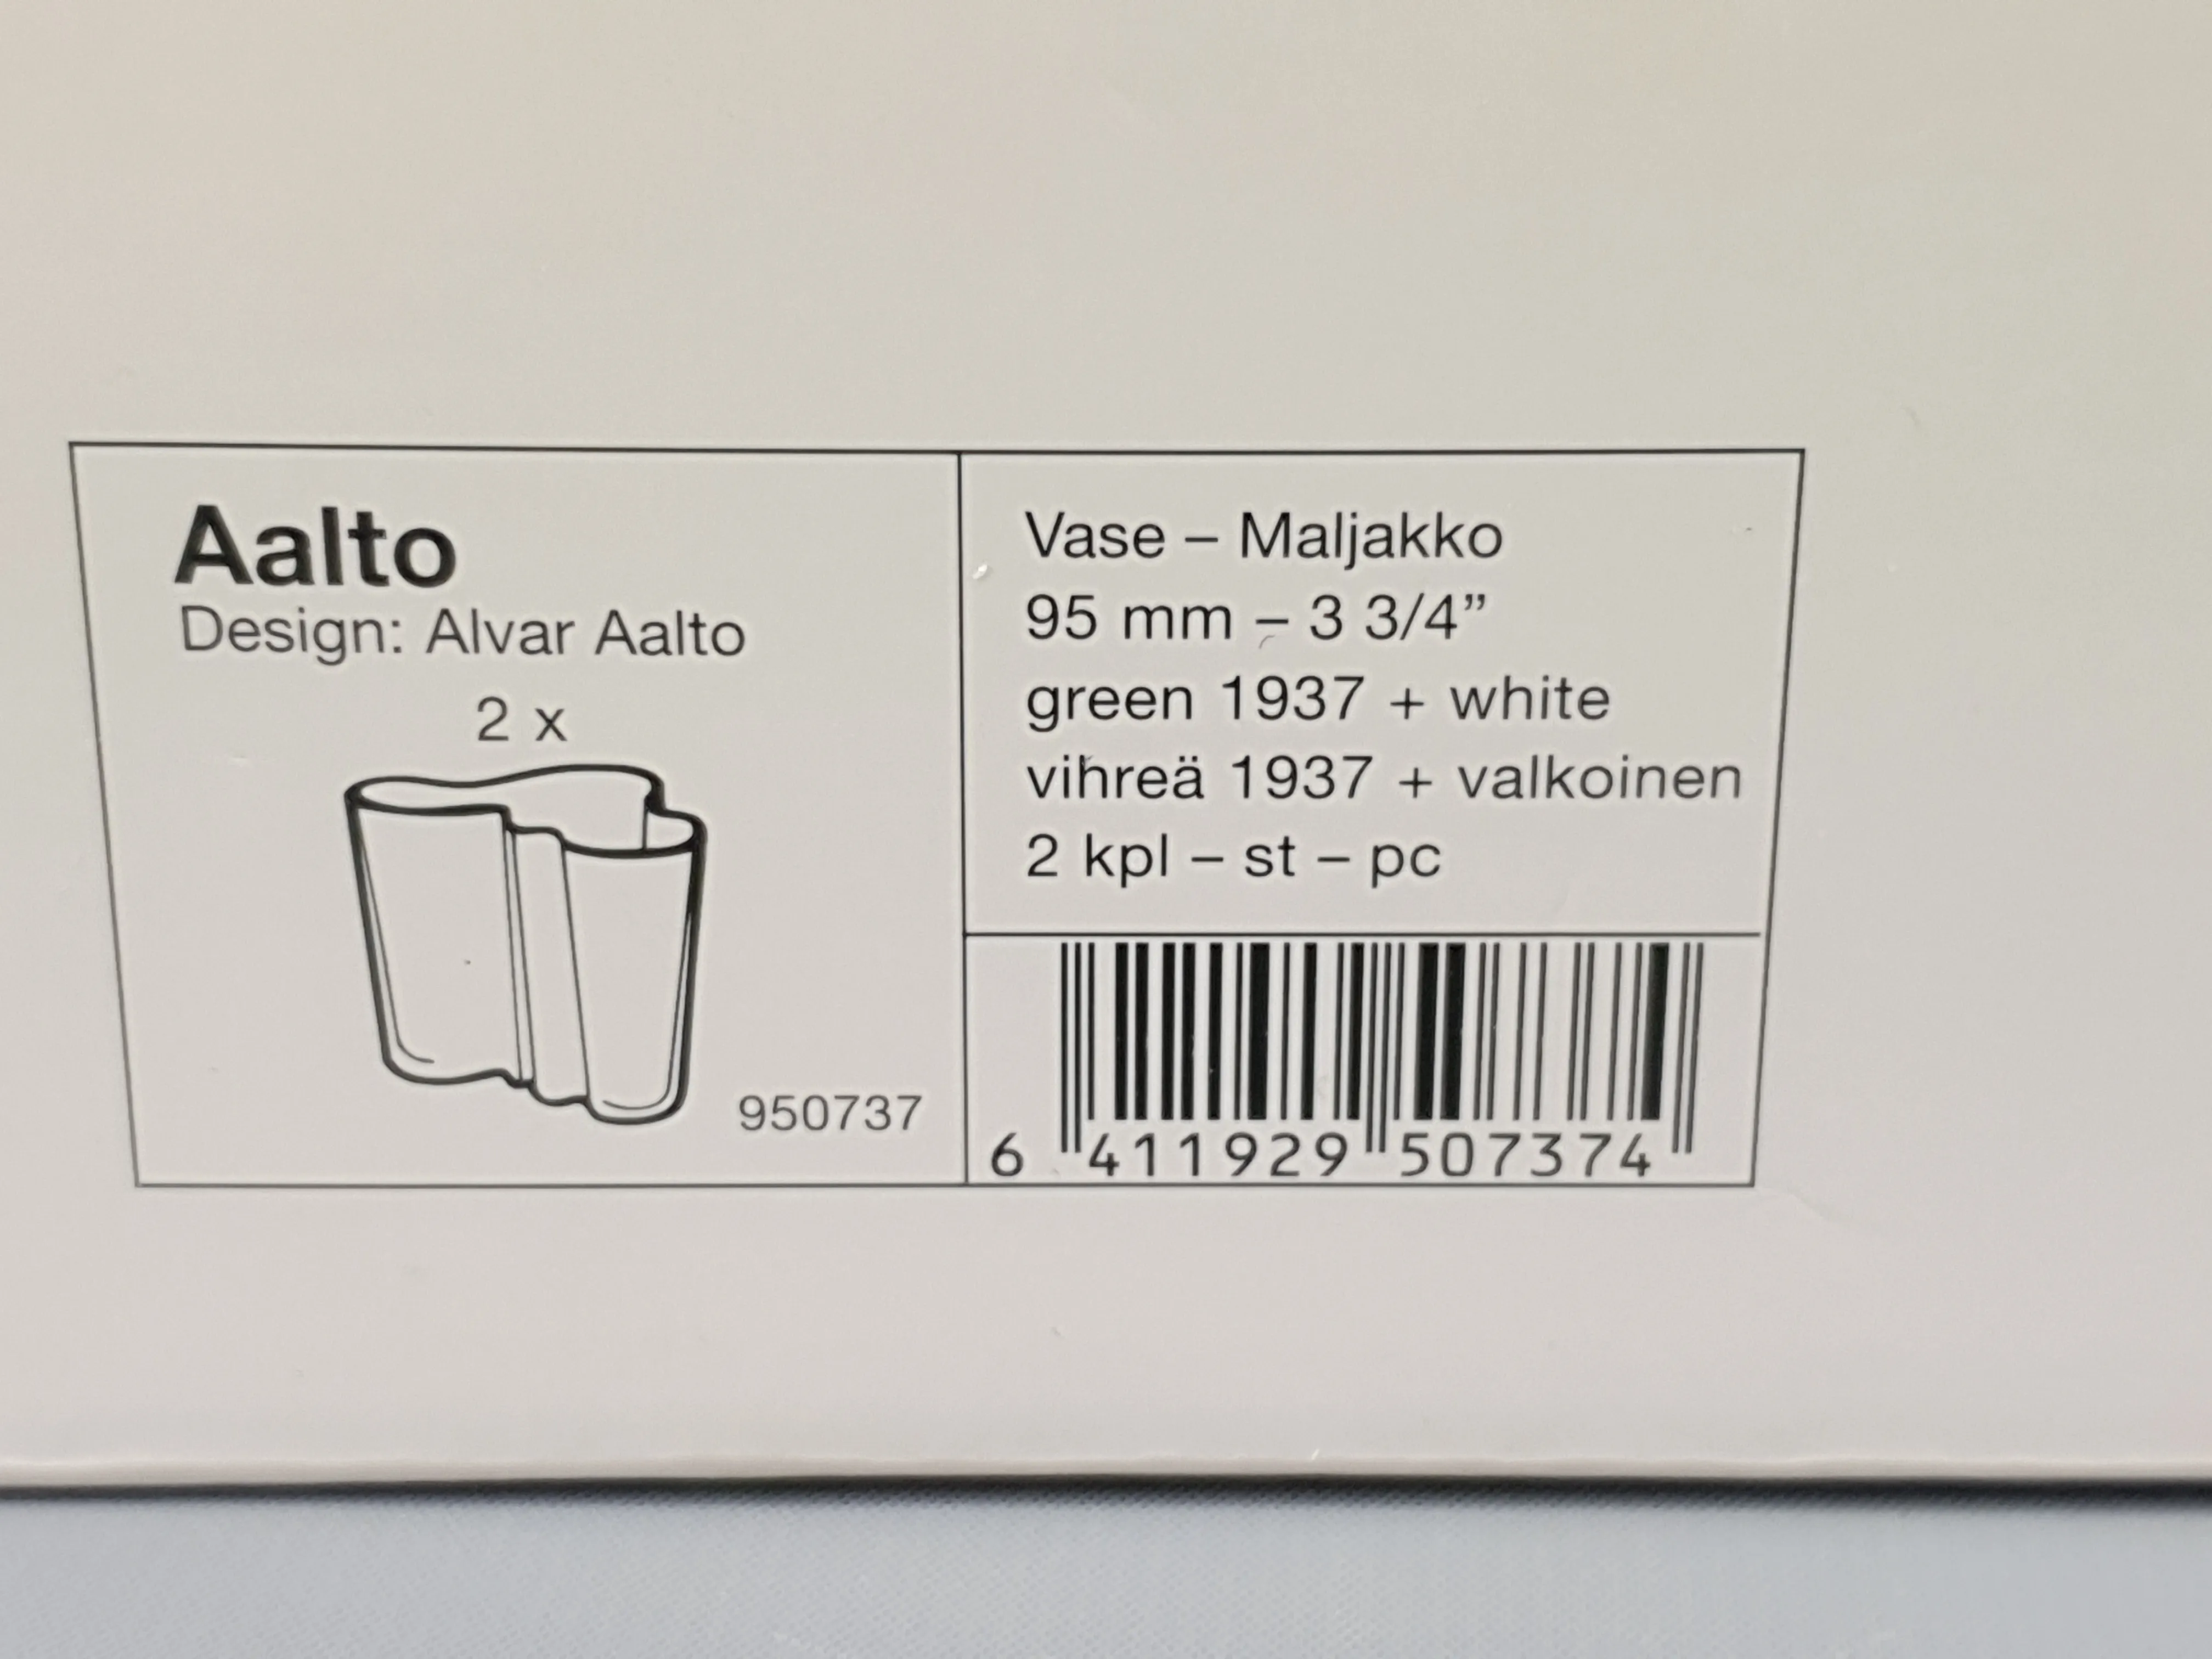 Aalto
Design: Alvar Aalto
2 x
950737
Vase – Maljakko
95 mm – 3 3/4”
green 1937 + white
vihreä 1937 + valkoinen
2 kpl – st – pc
6 411929 507374